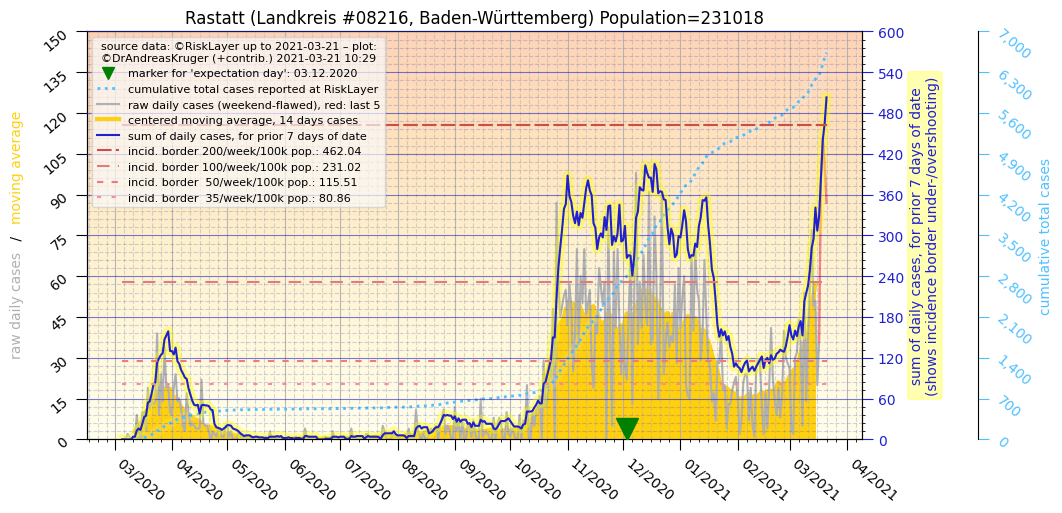 Rastatt (Landkreis #08216, Baden-Württemberg) Population=231018
source data: ©RiskLayer up to 2021-03-21 – plot:
©DrAndreasKruger (+contrib.) 2021-03-21 10:29
marker for 'expectation day': 03.12.2020
cumulative total cases reported at RiskLayer
raw daily cases (weekend-flawed), red: last 5
centered moving average, 14 days cases
sum of daily cases, for prior 7 days of date
incid. border 200/week/100k pop.: 462.04
incid. border 100/week/100k pop.: 231.02
incid. border  50/week/100k pop.: 115.51
incid. border  35/week/100k pop.: 80.86
raw daily cases / moving average
150
135
120
105
90
75
60
45
30
15
0
03/2020
04/2020
05/2020
06/2020
07/2020
08/2020
09/2020
10/2020
11/2020
12/2020
01/2021
02/2021
03/2021
04/2021
600
540
480
420
360
300
240
180
120
60
0
sum of daily cases, for prior 7 days of date
(shows incidence border under-/overshooting)
7,000
6,300
5,600
4,900
4,200
3,500
2,800
2,100
1,400
700
0
cumulative total cases